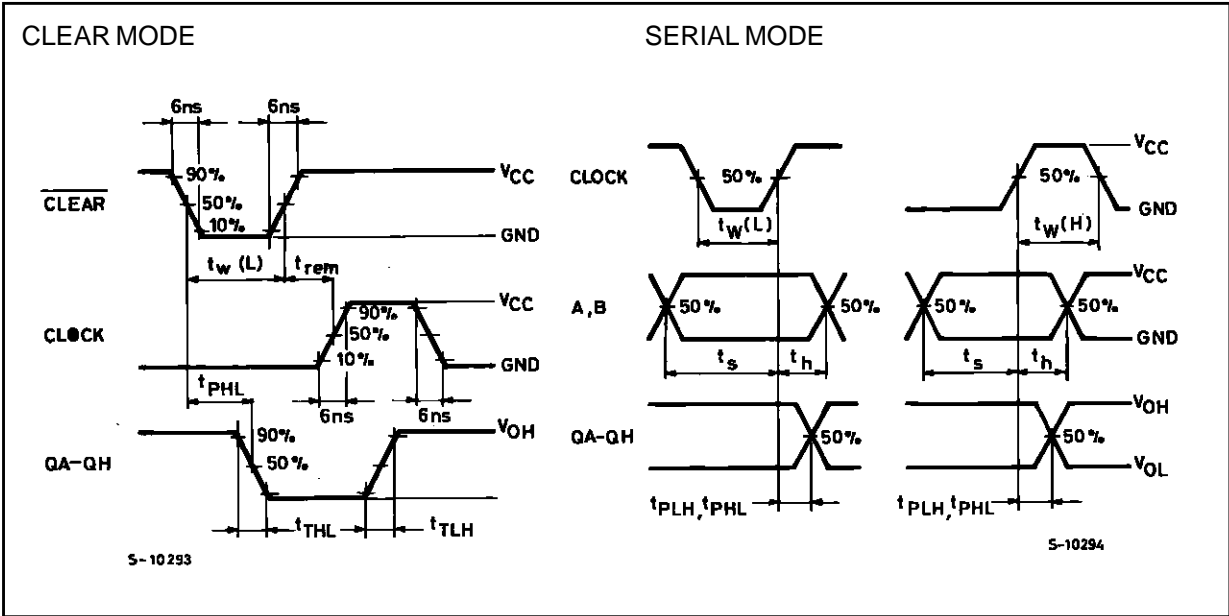 CLEAR MODE
6ns 6ns
90% VCC
CLEAR 50%
10% GND
tw (L) trem
VCC
90%
CLOCK 50%
10% GND
tPHL
6ns 6ns
90% VOH
QA-QH 50%
tTHL tTLH
S-10293
SERIAL MODE
VCC
CLOCK 50% 50%
GND
tW(L) tW(H)
VCC
A,B 50% 50% 50% 50%
GND
ts th ts th
VOH
QA-QH 50% 50%
VOL
tPLH,tPHL tPLH,tPHL
S-10294